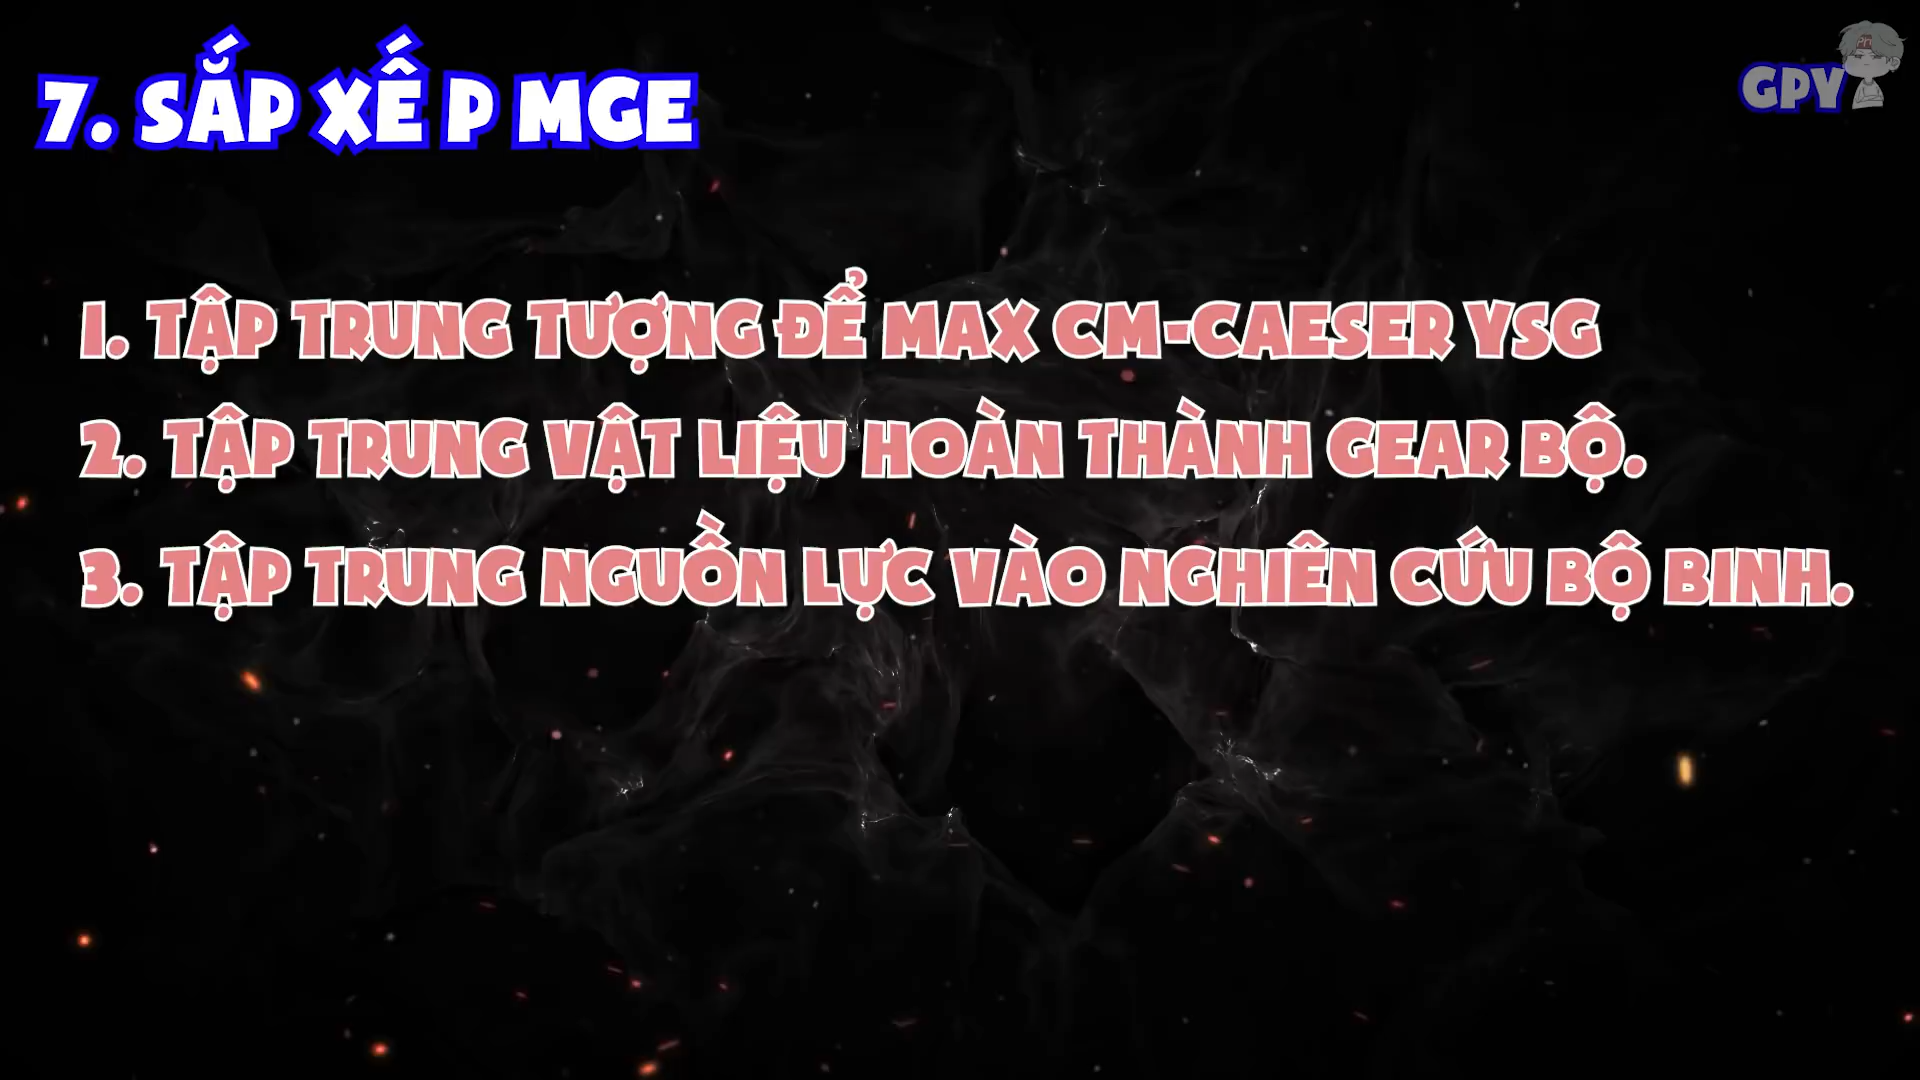 7. SẮP XẾ P MGE
GPY
1. TẬP TRUNG TƯỢNG ĐỂ MAX CM-CAESER YSG
2. TẬP TRUNG VẬT LIỆU HOÀN THÀNH GEAR BỘ.
3. TẬP TRUNG NGUỒN LỰC VÀO NGHIÊN CỨU BỘ BINH.